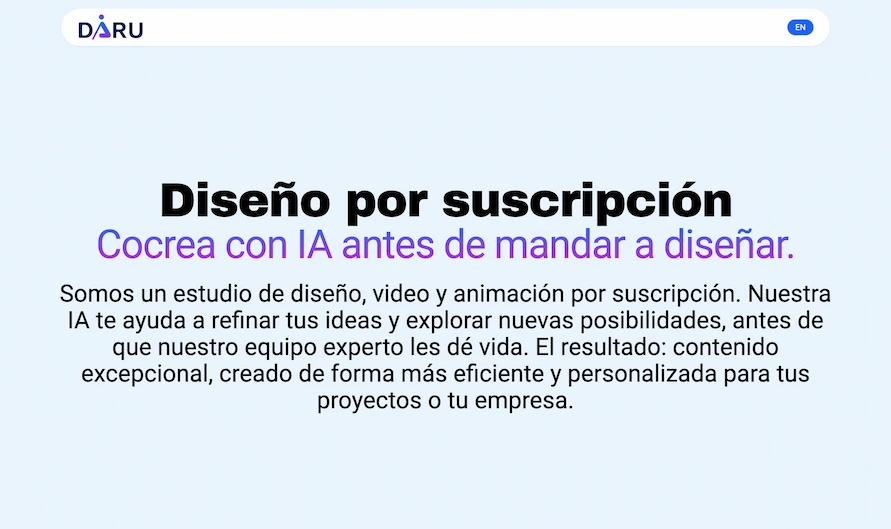 DARU
EN
Diseño por suscripción
Cocrea con IA antes de mandar a diseñar.
Somos un estudio de diseño, video y animación por suscripción. Nuestra
IA te ayuda a refinar tus ideas y explorar nuevas posibilidades, antes de
que nuestro equipo experto les dé vida. El resultado: contenido
excepcional, creado de forma más eficiente y personalizada para tus
proyectos o tu empresa.